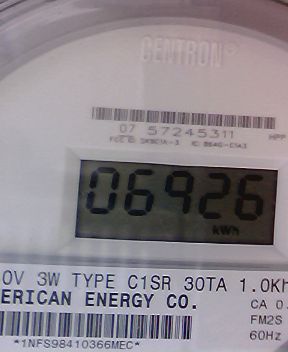 CENTRON®
07 57245311
HPP
06926
kWh
0V 3W TYPE C1SR 30TA 1.0Kh
ERICAN ENERGY CO.
CA 0.
FM2S
60Hz
*1NFS98410366MEC*